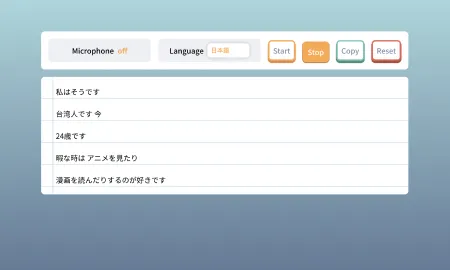 Microphone off Language 日本語 Start Stop Copy Reset
私はそうです
台湾人です 今
24歳です
暇な時は アニメを見たり
漫画を読んだりするのが好きです